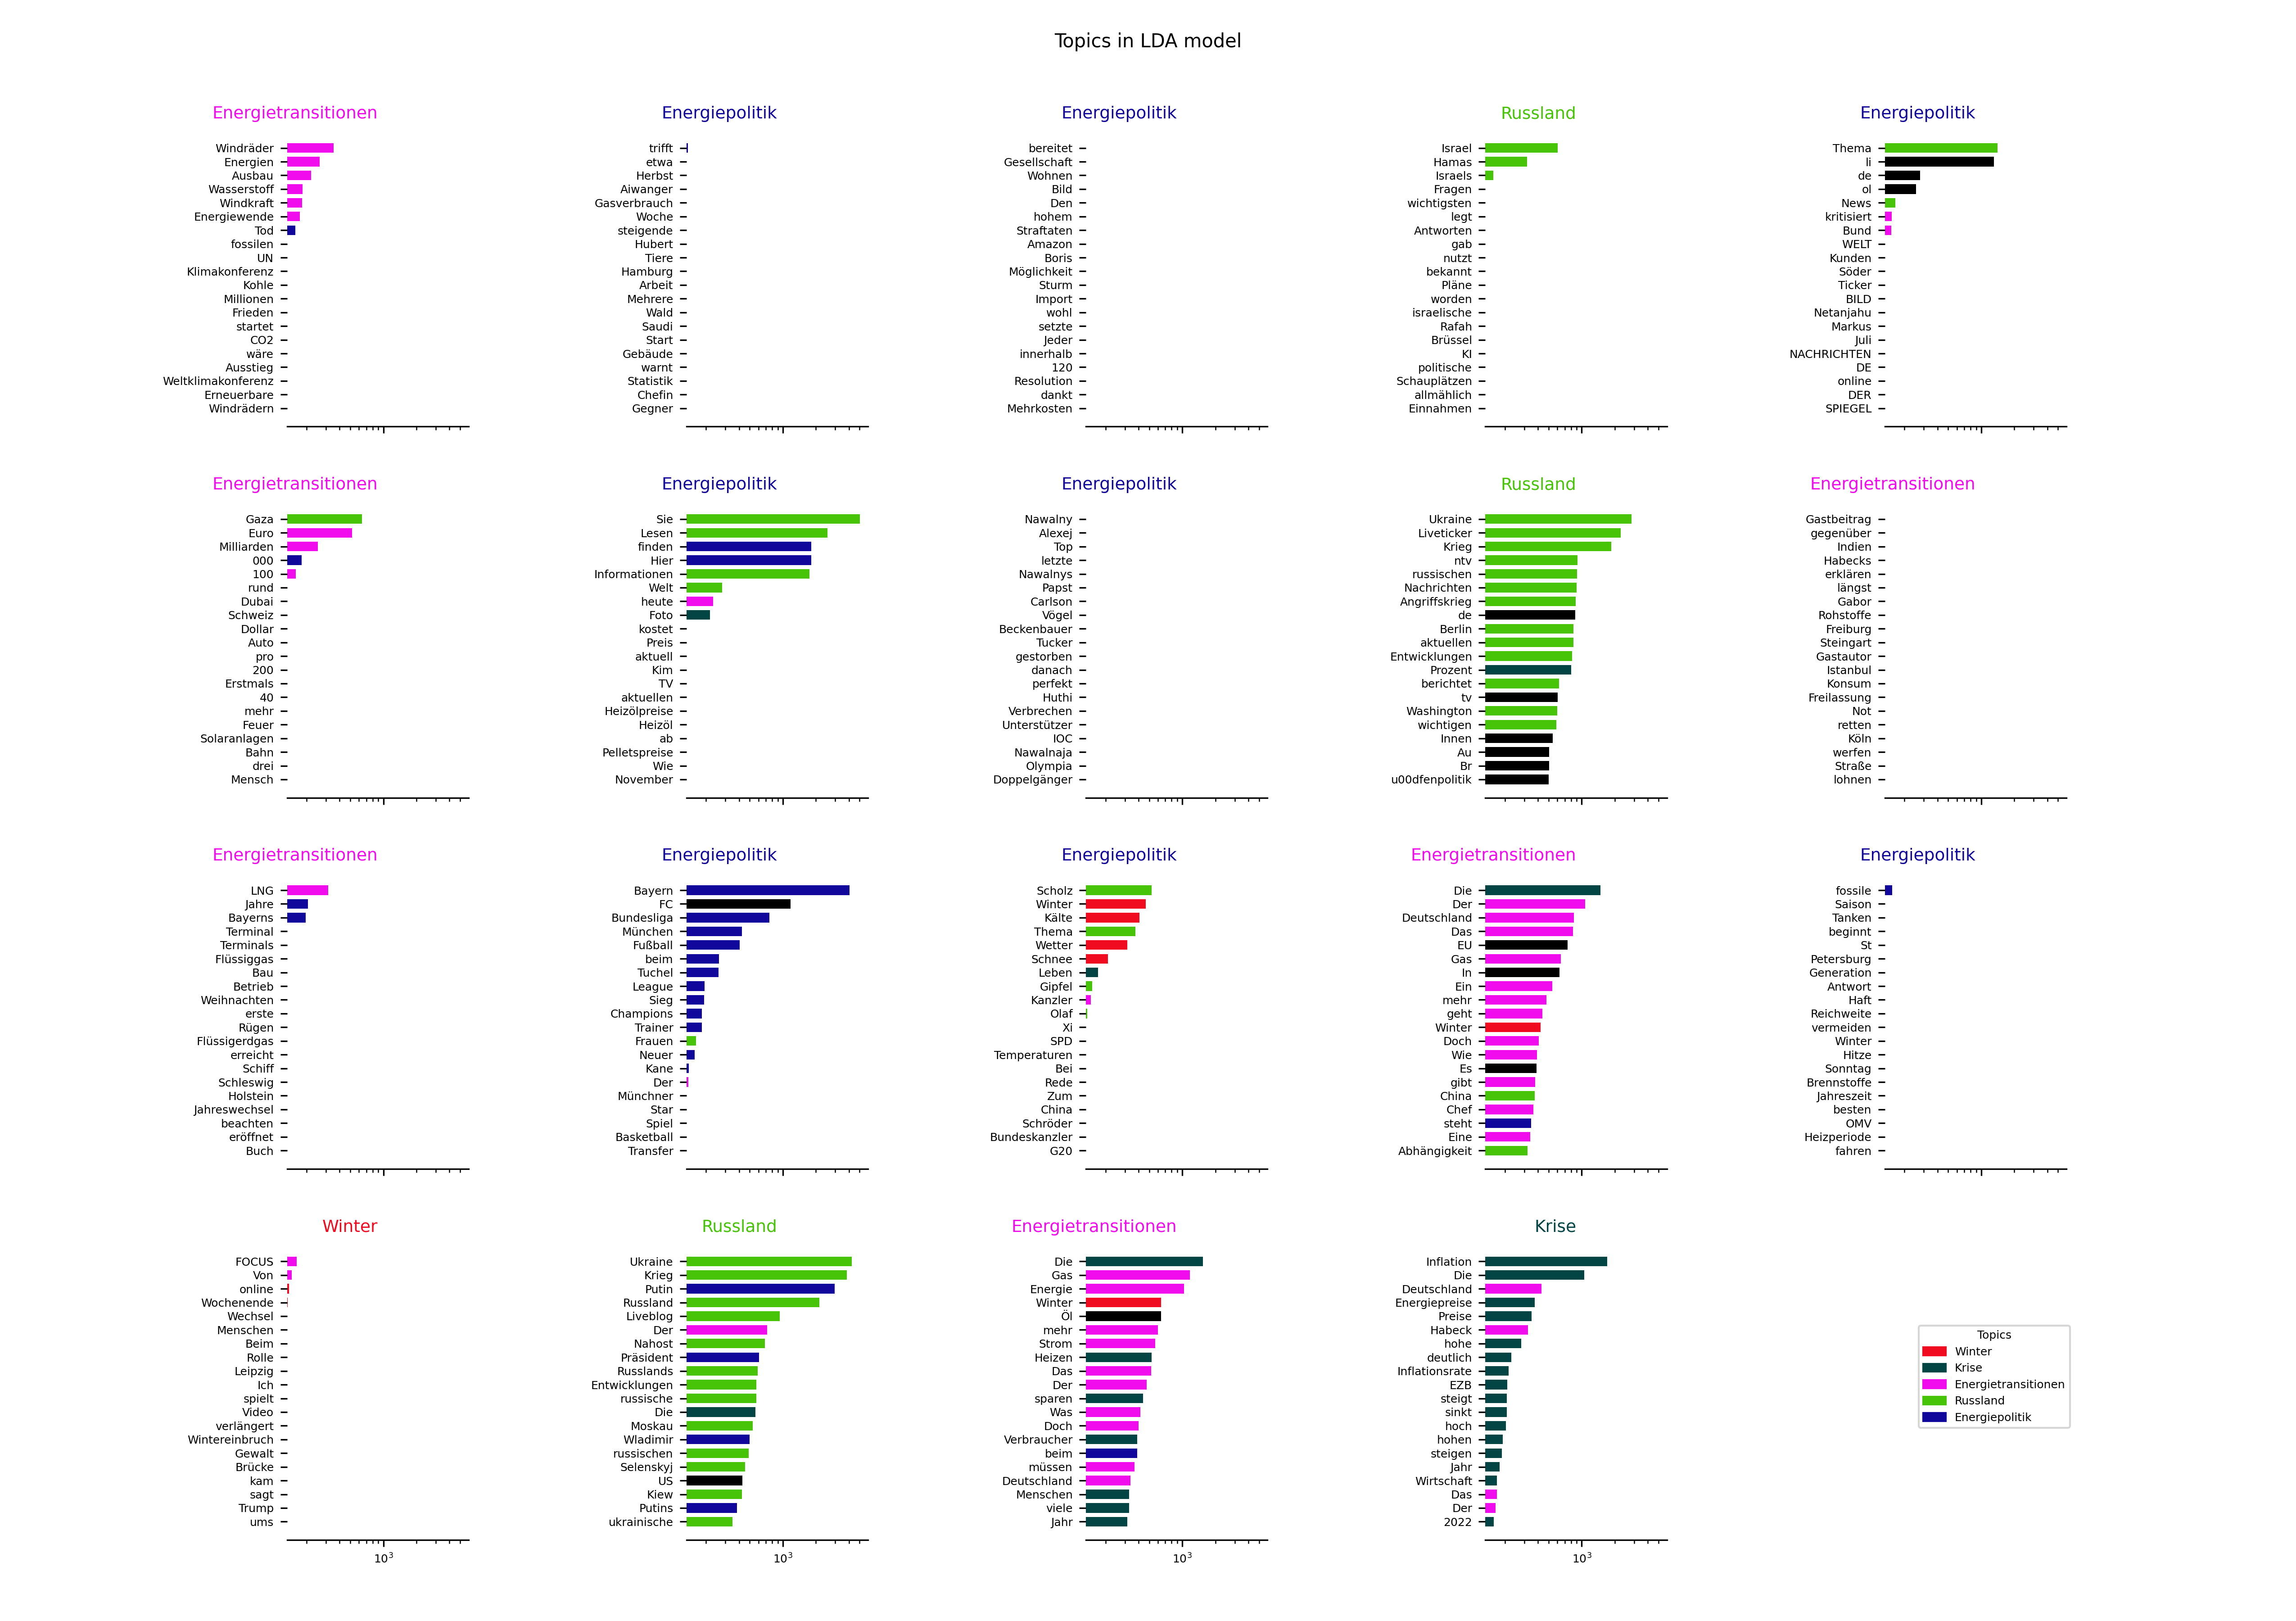 Topics in LDA model
Energietransitionen
Windräder
Energien
Ausbau
Wasserstoff
Windkraft
Energiewende
Tod
fossilen
UN
Klimakonferenz
Kohle
Millionen
Frieden
startet
CO2
wäre
Ausstieg
Weltklimakonferenz
Erneuerbare
Windrädern
Energiepolitik
trifft
etwa
Herbst
Aiwanger
Gasverbrauch
Woche
steigende
Hubert
Tiere
Hamburg
Arbeit
Mehrere
Wald
Saudi
Start
Gebäude
warnt
Statistik
Chefin
Gegner
Energiepolitik
bereitet
Gesellschaft
Wohnen
Bild
Den
hohem
Straftaten
Amazon
Boris
Möglichkeit
Sturm
Import
wohl
setzte
Jeder
innerhalb
120
Resolution
dankt
Mehrkosten
Russland
Israel
Hamas
Israels
Fragen
wichtigsten
legt
Antworten
gab
nutzt
bekannt
Pläne
worden
israelische
Rafah
Brüssel
KI
politische
Schauplätzen
allmählich
Einnahmen
Energiepolitik
Thema
li
de
ol
News
kritisiert
Bund
WELT
Kunden
Söder
Ticker
BILD
Netanjahu
Markus
Juli
NACHRICHTEN
DE
online
DER
SPIEGEL
Energietransitionen
Gaza
Euro
Milliarden
000
100
rund
Dubai
Schweiz
Dollar
Auto
pro
200
Erstmals
40
mehr
Feuer
Solaranlagen
Bahn
drei
Mensch
Energiepolitik
Sie
Lesen
finden
Hier
Informationen
Welt
heute
Foto
kostet
Preis
aktuell
Kim
TV
aktuellen
Heizölpreise
Heizöl
ab
Pelletspreise
Wie
November
Energiepolitik
Nawalny
Alexej
Top
letzte
Nawalnys
Papst
Carlson
Vögel
Beckenbauer
Tucker
gestorben
danach
perfekt
Huthi
Verbrechen
Unterstützer
IOC
Nawalnaja
Olympia
Doppelgänger
Russland
Ukraine
Liveticker
Krieg
ntv
russischen
Nachrichten
Angriffskrieg
de
Berlin
aktuellen
Entwicklungen
Prozent
berichtet
tv
Washington
wichtigen
Innen
Au
Br
u00dfenpolitik
Energietransitionen
Gastbeitrag
gegenüber
Indien
Habecks
erklären
längst
Gabor
Rohstoffe
Freiburg
Steingart
Gastautor
Istanbul
Konsum
Freilassung
Not
retten
Köln
werfen
Straße
lohnen
Energietransitionen
LNG
Jahre
Bayerns
Terminal
Terminals
Flüssiggas
Bau
Betrieb
Weihnachten
erste
Rügen
Flüssigerdgas
erreicht
Schiff
Schleswig
Holstein
Jahreswechsel
beachten
eröffnet
Buch
Energiepolitik
Bayern
FC
Bundesliga
München
Fußball
beim
Tuchel
League
Sieg
Champions
Trainer
Frauen
Neuer
Kane
Der
Münchner
Star
Spiel
Basketball
Transfer
Energiepolitik
Scholz
Winter
Kälte
Thema
Wetter
Schnee
Leben
Gipfel
Kanzler
Olaf
Xi
SPD
Temperaturen
Bei
Rede
Zum
China
Schröder
Bundeskanzler
G20
Energietransitionen
Die
Der
Deutschland
Das
EU
Gas
In
Ein
mehr
geht
Winter
Doch
Wie
Es
gibt
China
Chef
steht
Eine
Abhängigkeit
Energiepolitik
fossile
Saison
Tanken
beginnt
St
Petersburg
Generation
Antwort
Haft
Reichweite
vermeiden
Winter
Hitze
Sonntag
Brennstoffe
Jahreszeit
besten
OMV
Heizperiode
fahren
Winter
FOCUS
Von
online
Wochenende
Wechsel
Menschen
Beim
Rolle
Leipzig
Ich
spielt
Video
verlängert
Wintereinbruch
Gewalt
Brücke
kam
sagt
Trump
ums
10³
Russland
Ukraine
Krieg
Putin
Russland
Liveblog
Der
Nahost
Präsident
Russlands
Entwicklungen
russische
Die
Moskau
Wladimir
russischen
Selenskyj
US
Kiew
Putins
ukrainische
10³
Energietransitionen
Die
Gas
Energie
Winter
Öl
mehr
Strom
Heizen
Das
Der
sparen
Was
Doch
Verbraucher
beim
müssen
Deutschland
Menschen
viele
Jahr
10³
Krise
Inflation
Die
Deutschland
Energiepreise
Preise
Habeck
hohe
deutlich
Inflationsrate
EZB
steigt
sinkt
hoch
hohen
steigen
Jahr
Wirtschaft
Das
Der
2022
10³
Topics
Winter
Krise
Energietransitionen
Russland
Energiepolitik